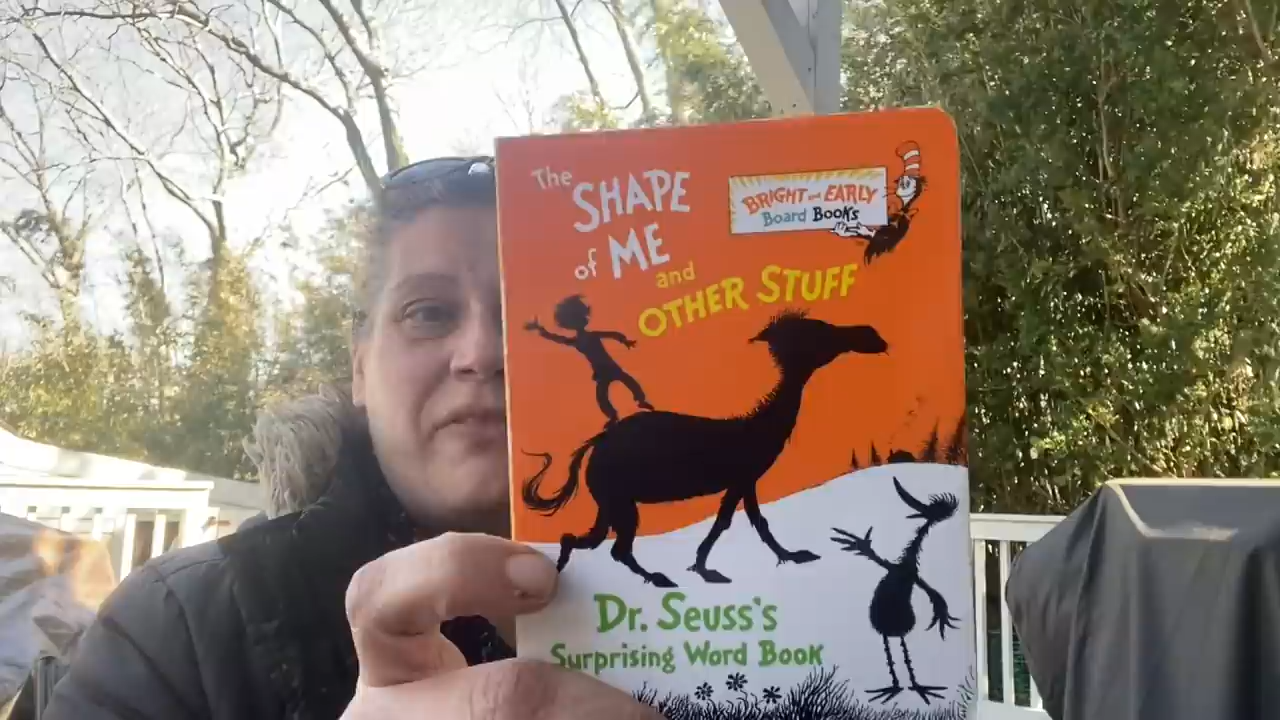 The
SHAPE
of ME
and
OTHER STUFF
BRIGHT and EARLY
Board Books
Dr. Seuss's
Surprising Word Book